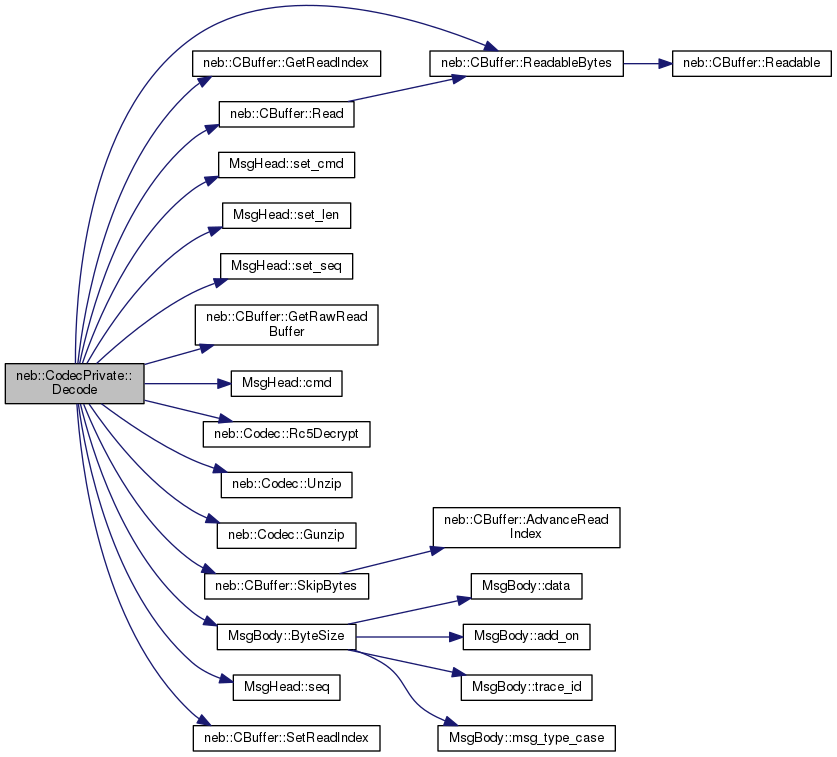 neb::CodecPrivate::
Decode
neb::CBuffer::GetReadIndex
neb::CBuffer::ReadableBytes
neb::CBuffer::Readable
neb::CBuffer::Read
MsgHead::set_cmd
MsgHead::set_len
MsgHead::set_seq
neb::CBuffer::GetRawRead
Buffer
MsgHead::cmd
neb::Codec::Rc5Decrypt
neb::Codec::Unzip
neb::Codec::Gunzip
neb::CBuffer::SkipBytes
neb::CBuffer::AdvanceRead
Index
MsgBody::ByteSize
MsgBody::data
MsgBody::add_on
MsgBody::trace_id
MsgBody::msg_type_case
MsgHead::seq
neb::CBuffer::SetReadIndex